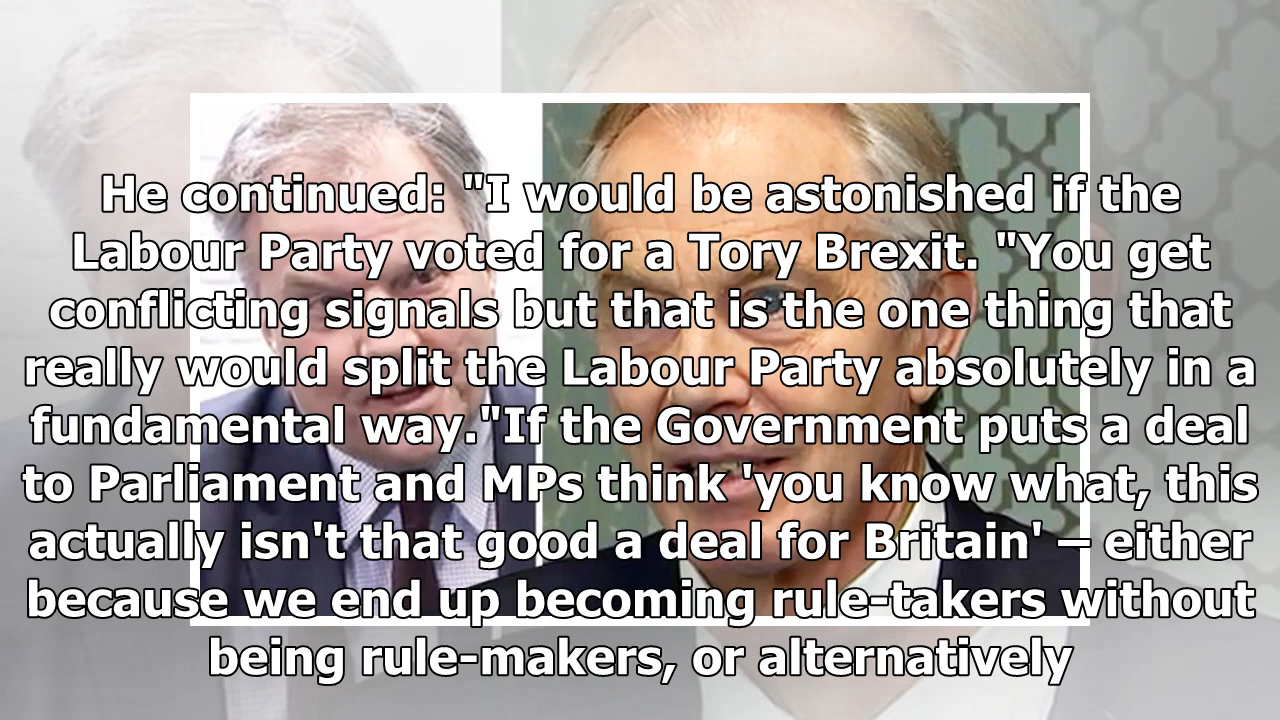 He continued: "I would be astonished if the
Labour Party voted for a Tory Brexit. "You get
conflicting signals but that is the one thing that
really would split the Labour Party absolutely in a
fundamental way."If the Government puts a deal
to Parliament and MPs think 'you know what, this
actually isn't that good a deal for Britain' – either
because we end up becoming rule-takers without
being rule-makers, or alternatively